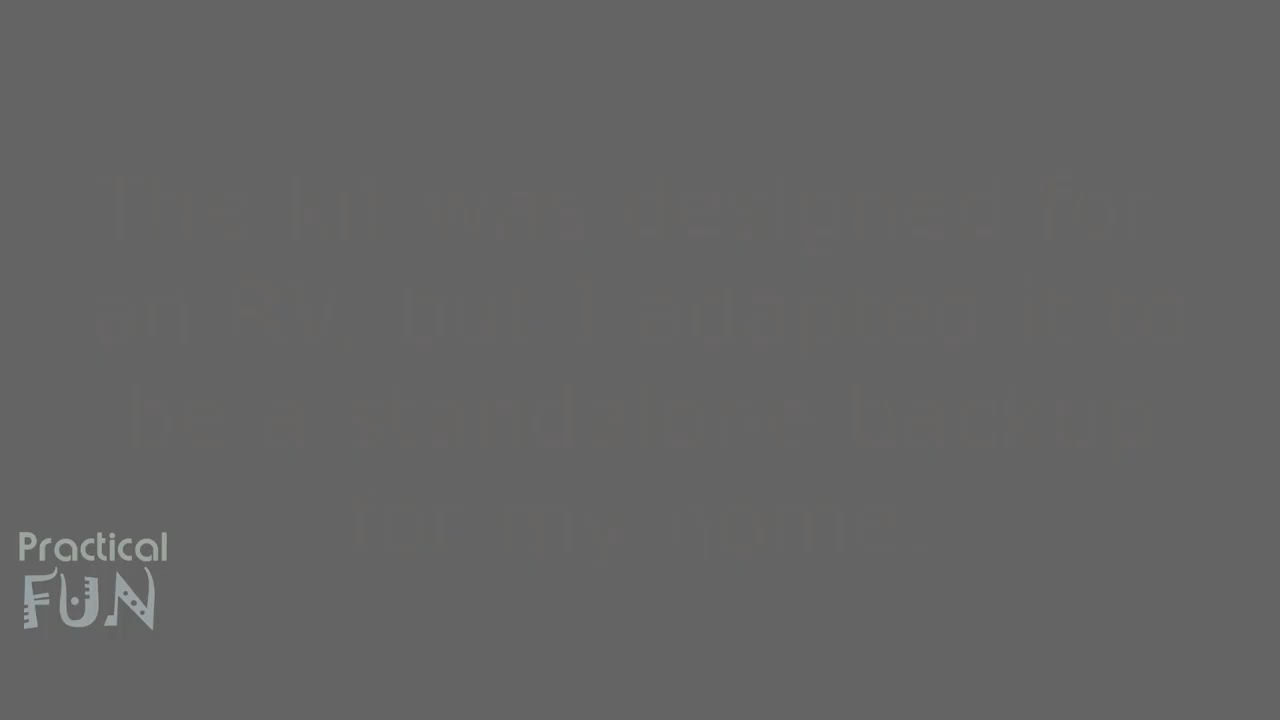 The kit was designed for
an RV, but I adapted it to
be a standalone backup
for my home.
Practical
FUN